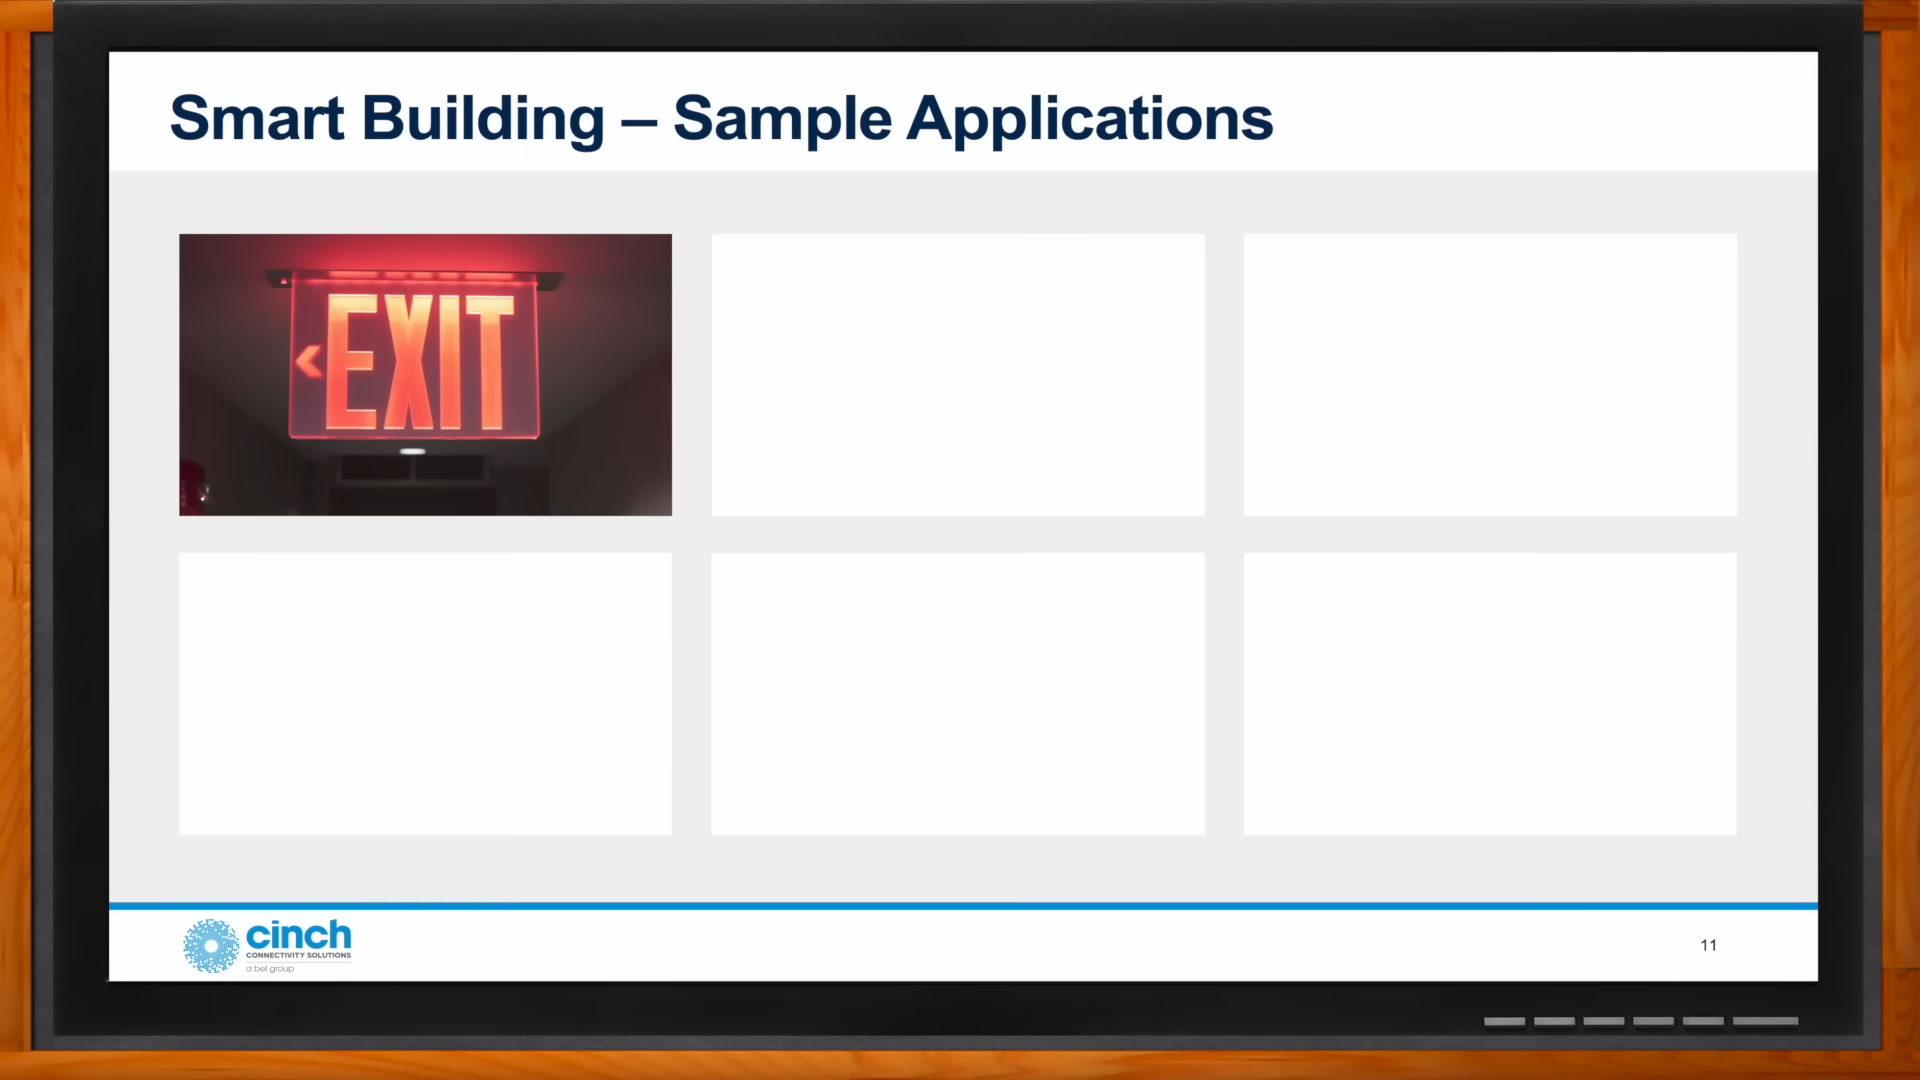 Smart Building – Sample Applications
EXIT
cinch
CONNECTIVITY SOLUTIONS
a bel group
11